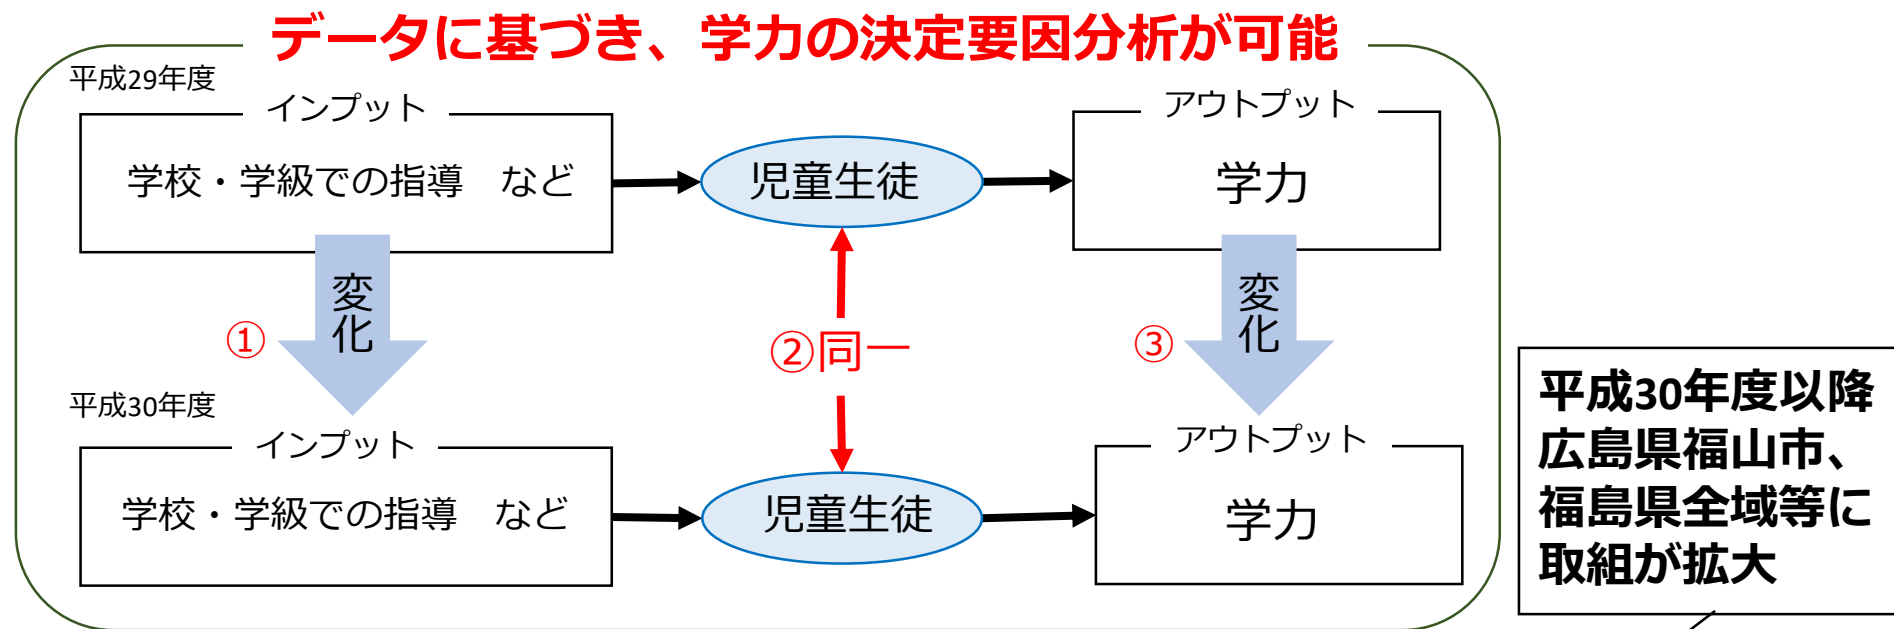 データに基づき、学力の決定要因分析が可能
平成29年度
インプット
学校・学級での指導　など
児童生徒
アウトプット
学力
変化
①
②同一
③
変化
平成30年度
インプット
学校・学級での指導　など
児童生徒
アウトプット
学力
平成30年度以降
広島県福山市、
福島県全域等に
取組が拡大